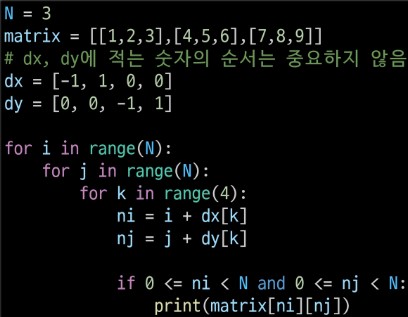 N = 3
matrix = [[1,2,3],[4,5,6],[7,8,9]]
# dx, dy에 적는 숫자의 순서는 중요하지 않음
dx = [-1, 1, 0, 0]
dy = [0, 0, -1, 1]
for i in range(N):
    for j in range(N):
        for k in range(4):
            ni = i + dx[k]
            nj = j + dy[k]
            if 0 <= ni < N and 0 <= nj < N:
                print(matrix[ni][nj])